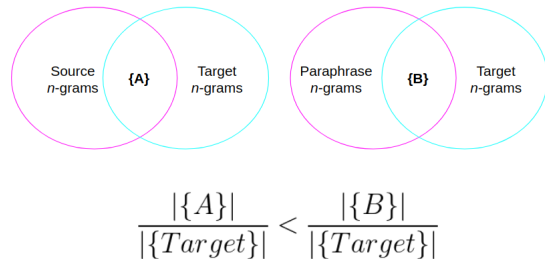 Source
n-grams
{A}
Target
n-grams
Paraphrase
n-grams
{B}
Target
n-grams
|{A}| / |{Target}| < |{B}| / |{Target}|